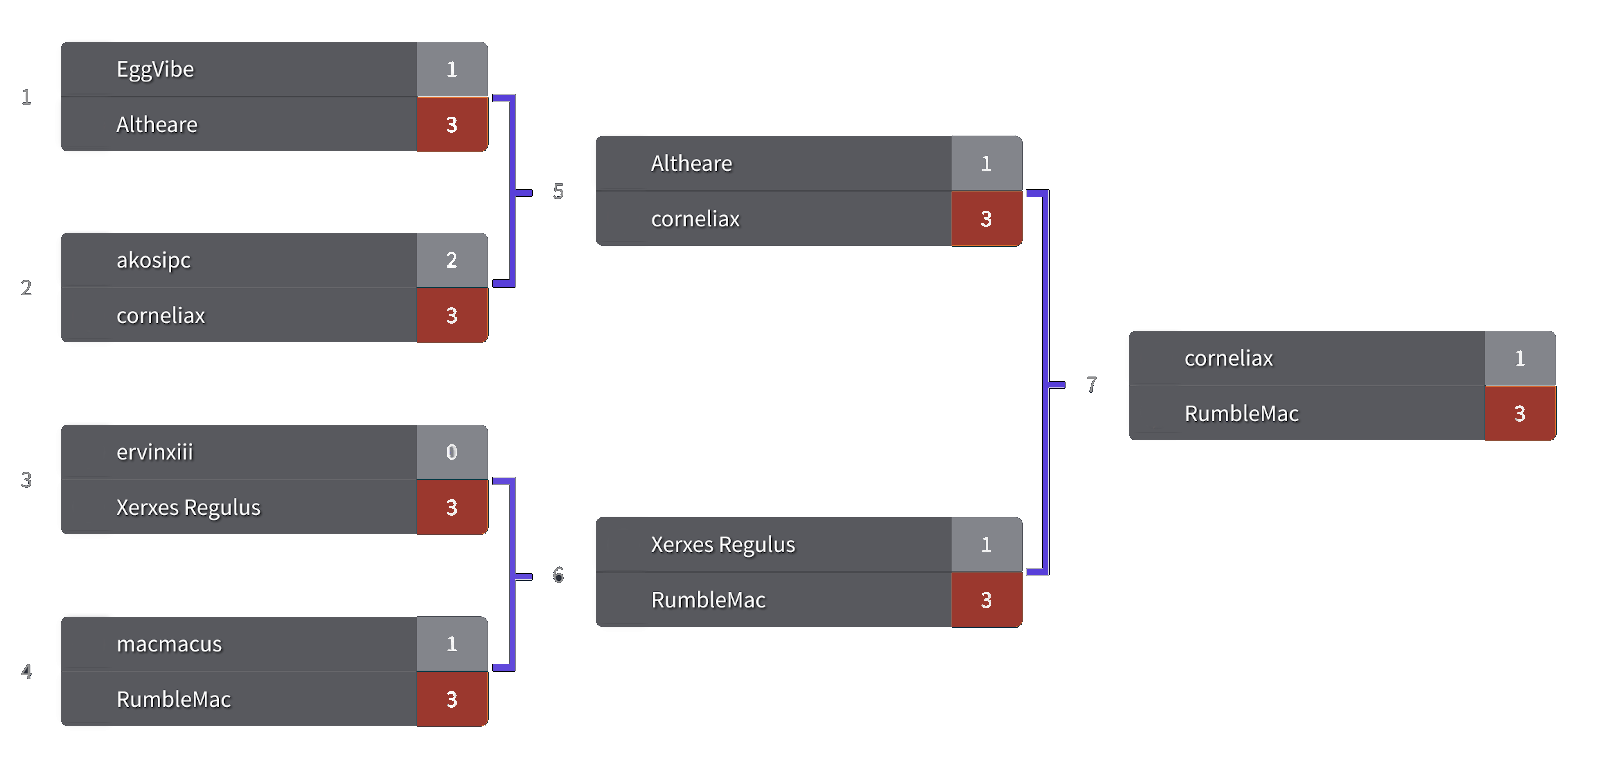 1
EggVibe 1
Altheare 3
2
akosipc 2
corneliax 3
3
ervinxiii 0
Xerxes Regulus 3
4
macmacus 1
RumbleMac 3
5
Altheare 1
corneliax 3
6
Xerxes Regulus 1
RumbleMac 3
7
corneliax 1
RumbleMac 3